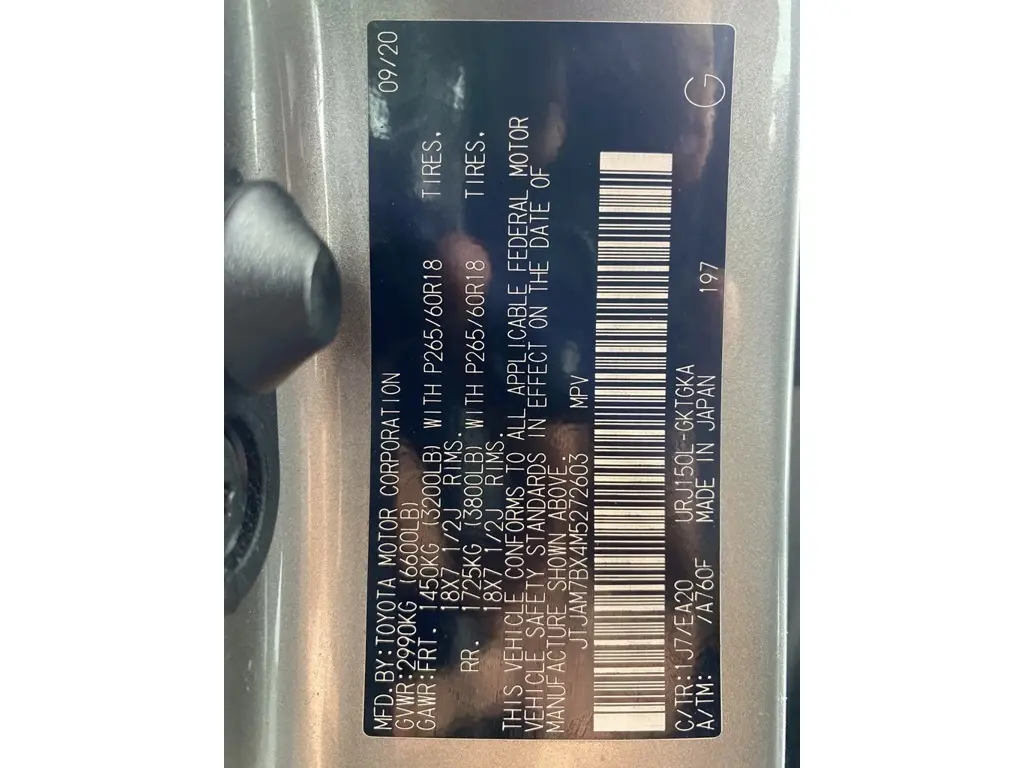 MFD.BY:TOYOTA MOTOR CORPORATION 09/20
GVWR:2990KG (6600LB)
GAWR:FRT. 1450KG (3200LB) WITH P265/60R18 TIRES,
18X7 1/2J RIMS.
RR. 1725KG (3800LB) WITH P265/60R18 TIRES,
18X7 1/2J RIMS.
THIS VEHICLE CONFORMS TO ALL APPLICABLE FEDERAL MOTOR
VEHICLE SAFETY STANDARDS IN EFFECT ON THE DATE OF
MANUFACTURE SHOWN ABOVE.
JTJAM7BX4M5272603 MPV
C/TR:1J7/EA20 URJ150L-GKTGKA 197 G
A/TM: /A760F MADE IN JAPAN